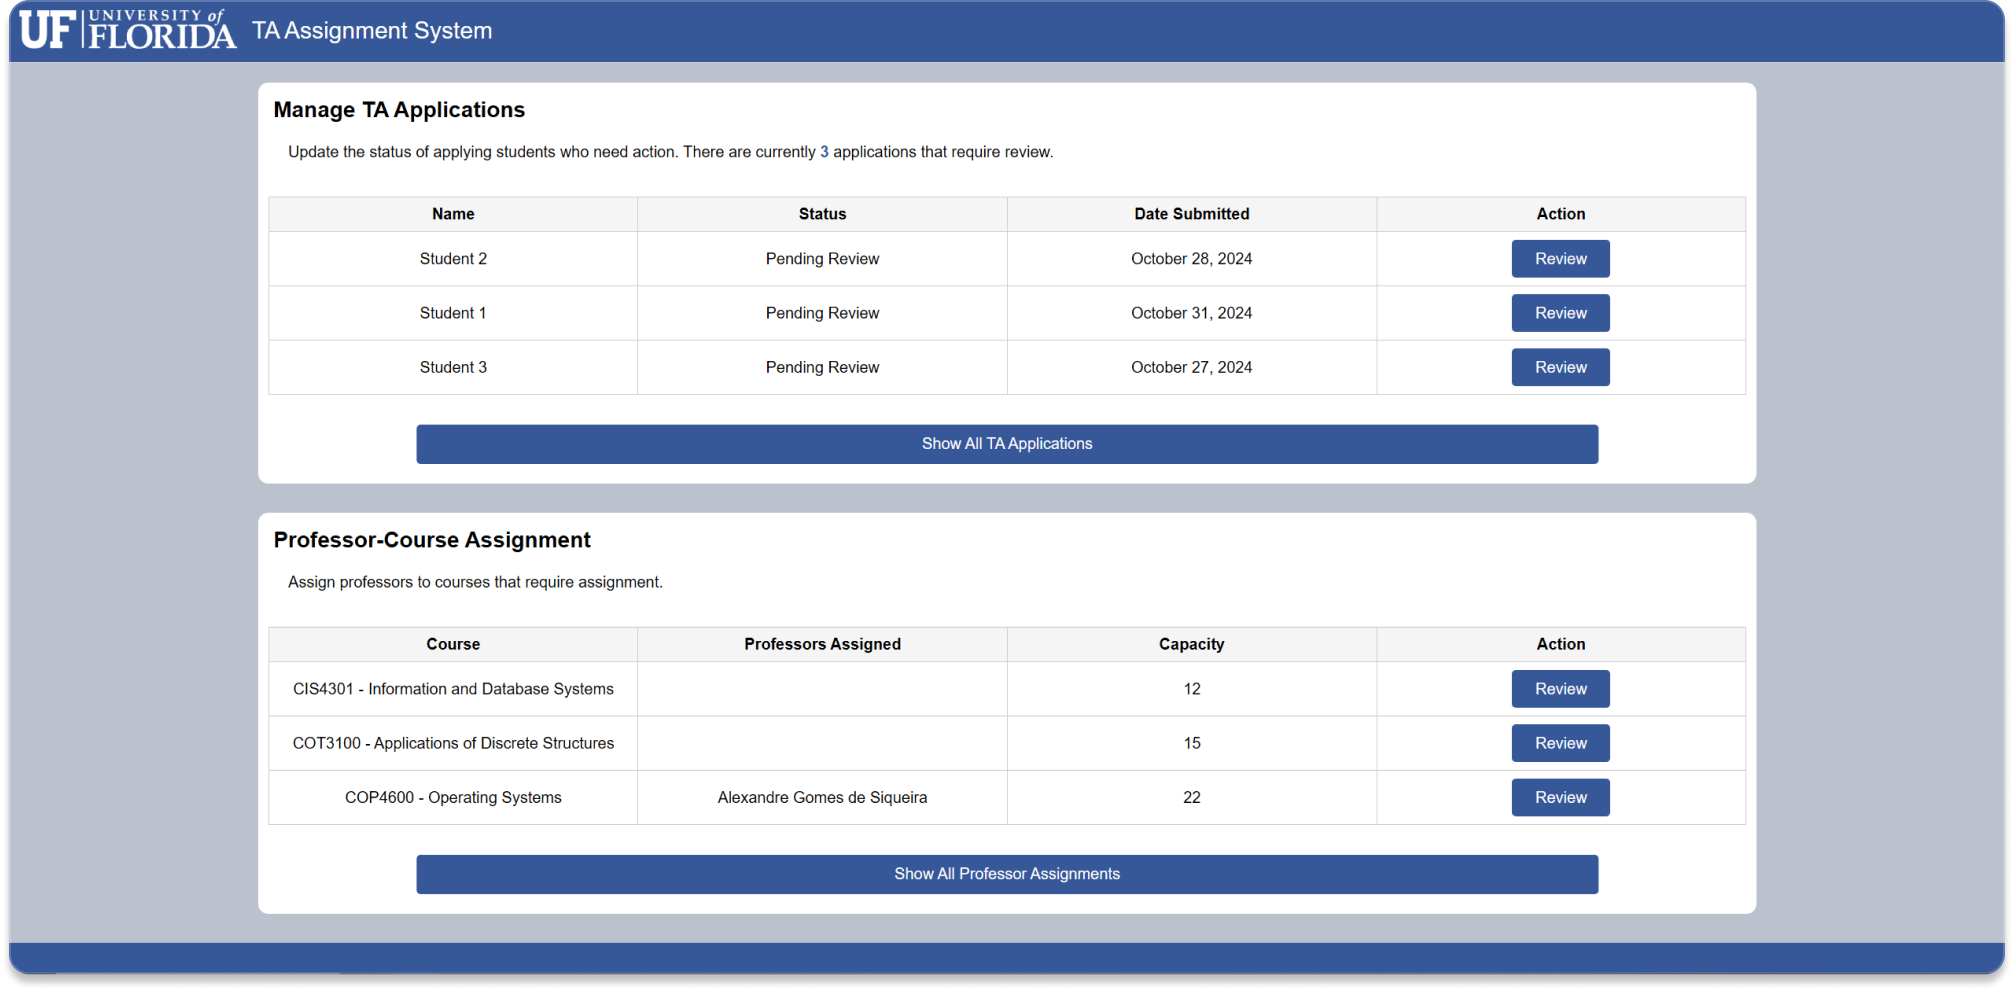 UF UNIVERSITY of FLORIDA TA Assignment System
Manage TA Applications
Update the status of applying students who need action. There are currently 3 applications that require review.
Name Status Date Submitted Action
Student 2 Pending Review October 28, 2024 Review
Student 1 Pending Review October 31, 2024 Review
Student 3 Pending Review October 27, 2024 Review
Show All TA Applications
Professor-Course Assignment
Assign professors to courses that require assignment.
Course Professors Assigned Capacity Action
CIS4301 - Information and Database Systems 12 Review
COT3100 - Applications of Discrete Structures 15 Review
COP4600 - Operating Systems Alexandre Gomes de Siqueira 22 Review
Show All Professor Assignments